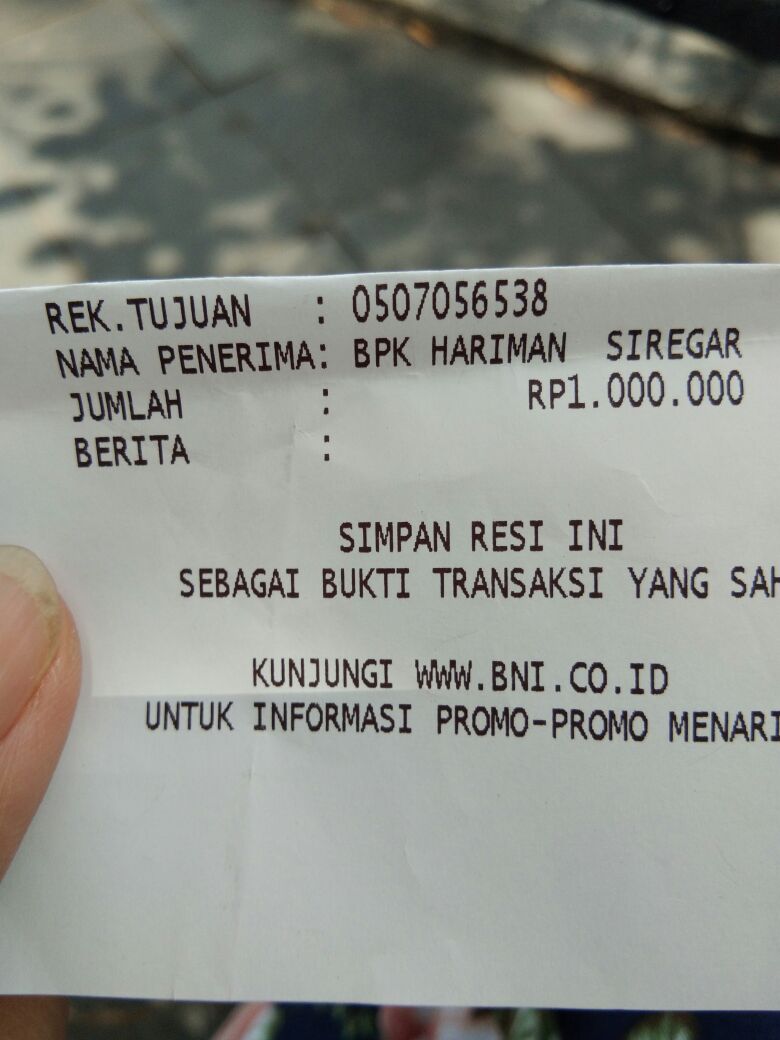 REK.TUJUAN : 0507056538
NAMA PENERIMA: BPK HARIMAN SIREGAR
JUMLAH : RP1.000.000
BERITA :
SIMPAN RESI INI
SEBAGAI BUKTI TRANSAKSI YANG SAH
KUNJUNGI WWW.BNI.CO.ID
UNTUK INFORMASI PROMO-PROMO MENARI